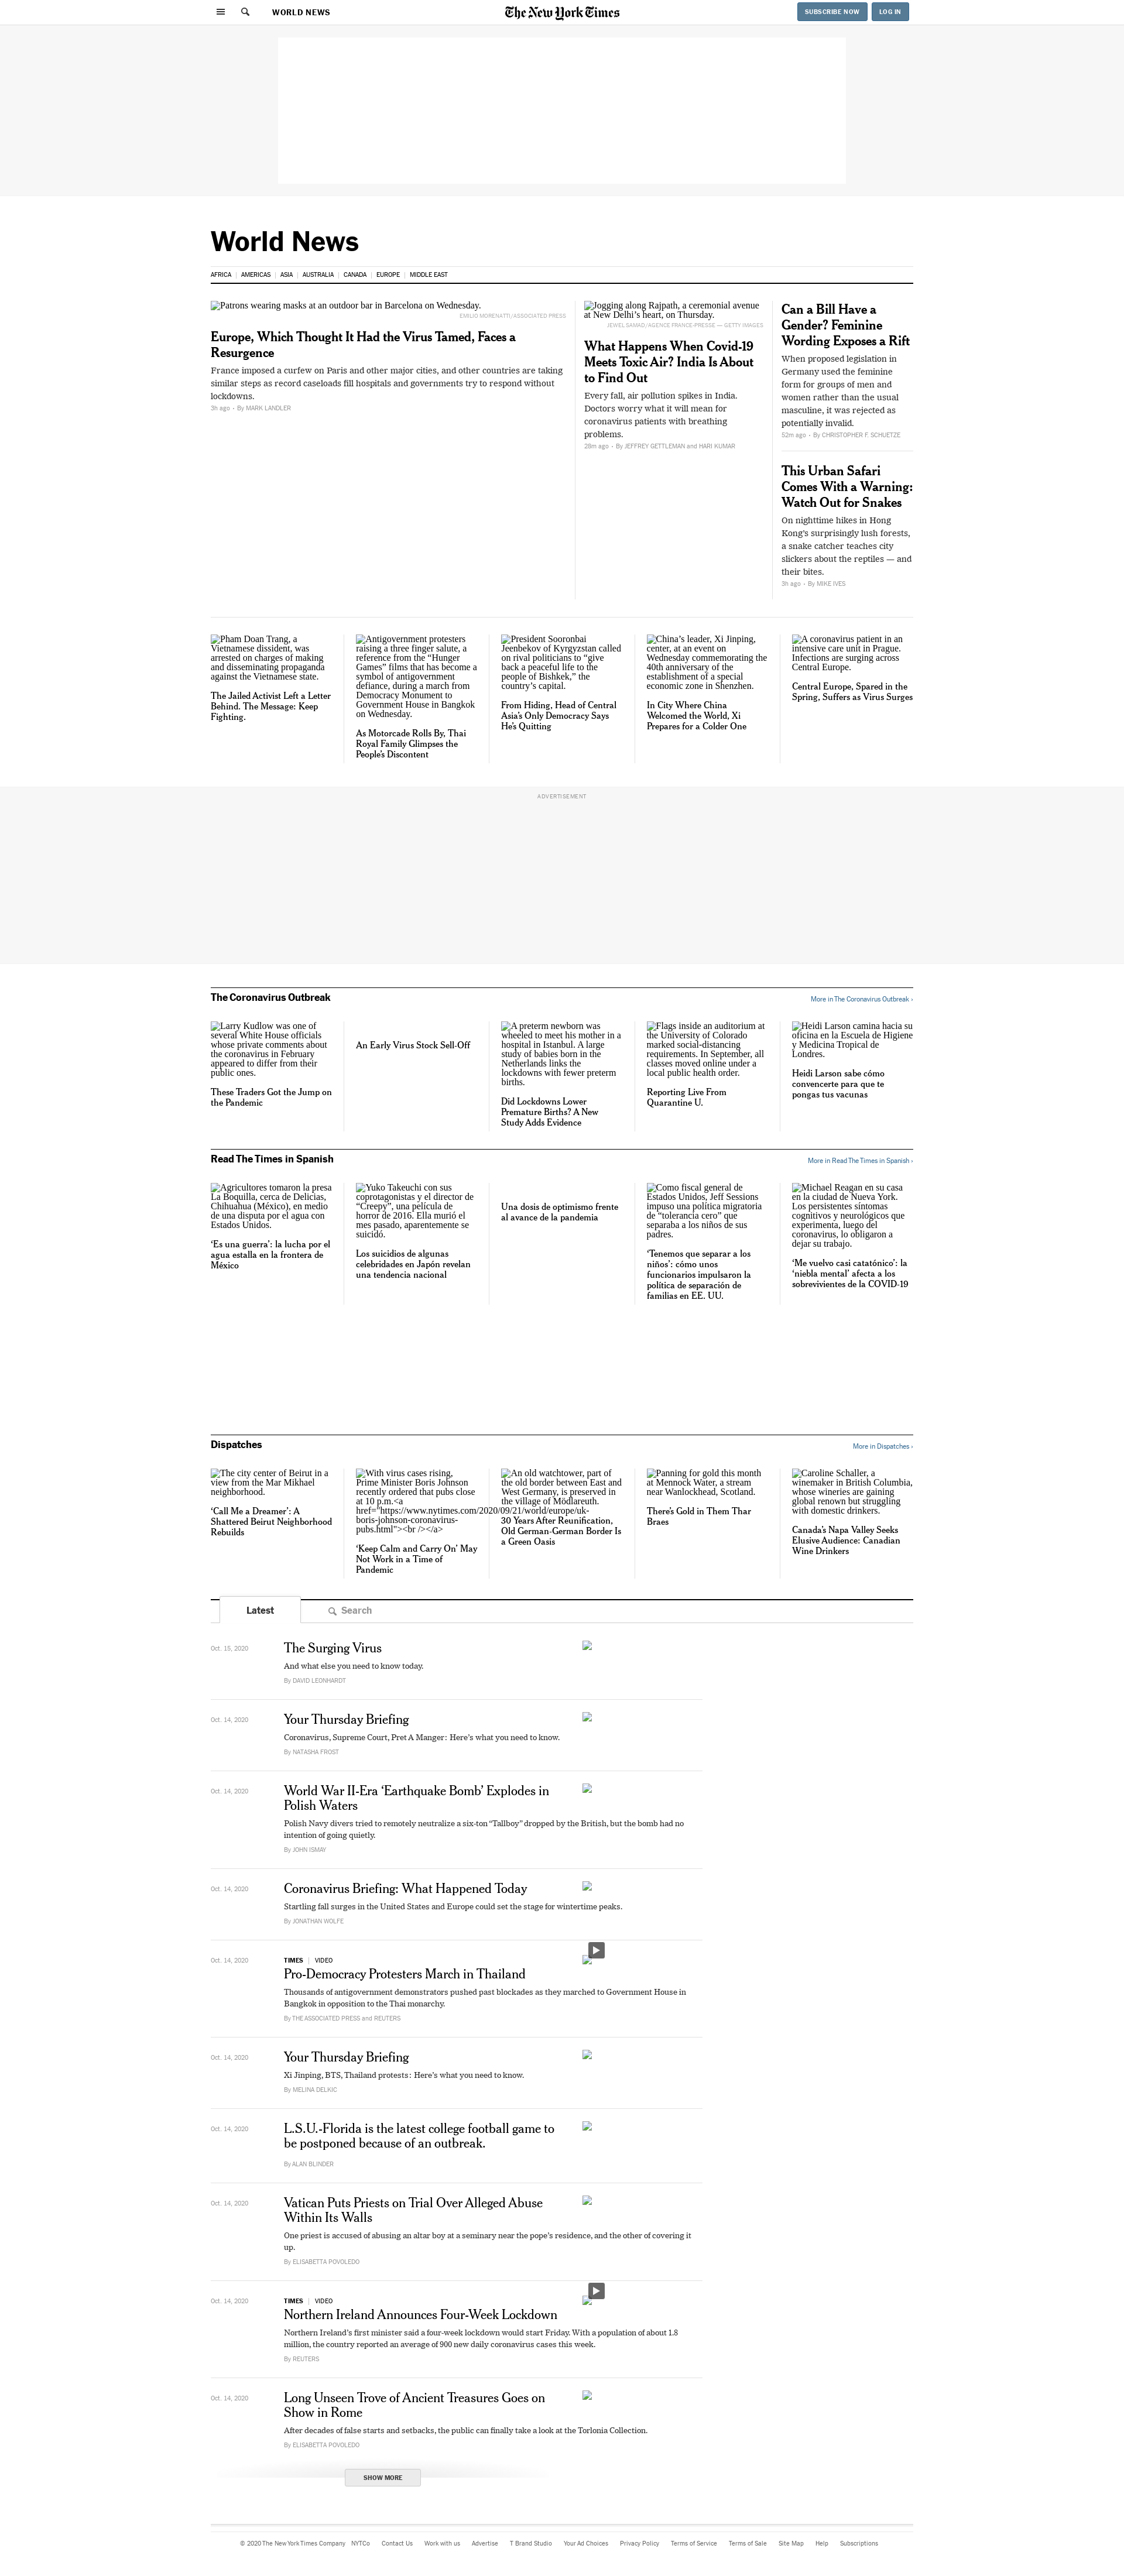 WORLD NEWS
The New York Times
SUBSCRIBE NOW
LOG IN
World News
AFRICA
AMERICAS
ASIA
AUSTRALIA
CANADA
EUROPE
MIDDLE EAST
Patrons wearing masks at an outdoor bar in Barcelona on Wednesday.
EMILIO MORENATTI/ASSOCIATED PRESS
Europe, Which Thought It Had the Virus Tamed, Faces a
Resurgence
France imposed a curfew on Paris and other major cities, and other countries are taking
similar steps as record caseloads fill hospitals and governments try to respond without
lockdowns.
3h ago - By MARK LANDLER
Jogging along Rajpath, a ceremonial avenue
at New Delhi's heart, on Thursday.
JEWEL SAMAD/AGENCE FRANCE-PRESSE — GETTY IMAGES
What Happens When Covid-19
Meets Toxic Air? India Is About
to Find Out
Every fall, air pollution spikes in India.
Doctors worry what it will mean for
coronavirus patients with breathing
problems.
28m ago - By JEFFREY GETTLEMAN and HARI KUMAR
Can a Bill Have a
Gender? Feminine
Wording Exposes a Rift
When proposed legislation in
Germany used the feminine
form for groups of men and
women rather than the usual
masculine, it was rejected as
potentially invalid.
52m ago - By CHRISTOPHER F. SCHUETZE
This Urban Safari
Comes With a Warning:
Watch Out for Snakes
On nighttime hikes in Hong
Kong's surprisingly lush forests,
a snake catcher teaches city
slickers about the reptiles — and
their bites.
3h ago - By MIKE IVES
Pham Doan Trang, a
Vietnamese dissident, was
arrested on charges of making
and disseminating propaganda
against the Vietnamese state.
The Jailed Activist Left a Letter
Behind. The Message: Keep
Fighting.
Antigovernment protesters
raising a three finger salute, a
reference from the “Hunger
Games” films that has become a
symbol of antigovernment
defiance, during a march from
Democracy Monument to
Government House in Bangkok
on Wednesday.
As Motorcade Rolls By, Thai
Royal Family Glimpses the
People's Discontent
President Sooronbai
Jeenbekov of Kyrgyzstan called
on rival politicians to “give
back a peaceful life to the
people of Bishkek,” the
country's capital.
From Hiding, Head of Central
Asia's Only Democracy Says
He's Quitting
China's leader, Xi Jinping,
center, at an event on
Wednesday commemorating the
40th anniversary of the
establishment of a special
economic zone in Shenzhen.
In City Where China
Welcomed the World, Xi
Prepares for a Colder One
A coronavirus patient in an
intensive care unit in Prague.
Infections are surging across
Central Europe.
Central Europe, Spared in the
Spring, Suffers as Virus Surges
ADVERTISEMENT
The Coronavirus Outbreak
More in The Coronavirus Outbreak ›
Larry Kudlow was one of
several White House officials
whose private comments about
the coronavirus in February
appeared to differ from their
public ones.
These Traders Got the Jump on
the Pandemic
An Early Virus Stock Sell-Off
A preterm newborn was
wheeled to meet his mother in a
hospital in Istanbul. A large
study of babies born in the
Netherlands links the
lockdowns with fewer preterm
births.
Did Lockdowns Lower
Premature Births? A New
Study Adds Evidence
Flags inside an auditorium at
the University of Colorado
marked social-distancing
requirements. In September, all
classes moved online under a
local public health order.
Reporting Live From
Quarantine U.
Heidi Larson camina hacia su
oficina en la Escuela de Higiene
y Medicina Tropical de
Londres.
Heidi Larson sabe cómo
convencerte para que te
pongas tus vacunas
Read The Times in Spanish
More in Read The Times in Spanish ›
Agricultores tomaron la presa
La Boquilla, cerca de Delicias,
Chihuahua (México), en medio
de una disputa por el agua con
Estados Unidos.
‘Es una guerra’: la lucha por el
agua estalla en la frontera de
México
Yuko Takeuchi con sus
coprotagonistas y el director de
“Creepy”, una película de
horror de 2016. Ella murió el
mes pasado, aparentemente se
suicidó.
Los suicidios de algunas
celebridades en Japón revelan
una tendencia nacional
Una dosis de optimismo frente
al avance de la pandemia
Como fiscal general de
Estados Unidos, Jeff Sessions
impuso una política migratoria
de “tolerancia cero” que
separaba a los niños de sus
padres.
‘Tenemos que separar a los
niños’: cómo unos
funcionarios impulsaron la
política de separación de
familias en EE. UU.
Michael Reagan en su casa
en la ciudad de Nueva York.
Los persistentes síntomas
cognitivos y neurológicos que
experimenta, luego del
coronavirus, lo obligaron a
dejar su trabajo.
‘Me vuelvo casi catatónico’: la
‘niebla mental’ afecta a los
sobrevivientes de la COVID-19
Dispatches
More in Dispatches ›
The city center of Beirut in a
view from the Mar Mikhael
neighborhood.
‘Call Me a Dreamer’: A
Shattered Beirut Neighborhood
Rebuilds
With virus cases rising,
Prime Minister Boris Johnson
recently ordered that pubs close
at 10 p.m.<a
href="https://www.nytimes.com/2020/09/21/world/europe/uk-
boris-johnson-coronavirus-
pubs.html"><br /></a>
‘Keep Calm and Carry On’ May
Not Work in a Time of
Pandemic
An old watchtower, part of
the old border between East and
West Germany, is preserved in
the village of Mödlareuth.
30 Years After Reunification,
Old German-German Border Is
a Green Oasis
Panning for gold this month
at Mennock Water, a stream
near Wanlockhead, Scotland.
There's Gold in Them Thar
Braes
Caroline Schaller, a
winemaker in British Columbia,
whose wineries are gaining
global renown but struggling
with domestic drinkers.
Canada's Napa Valley Seeks
Elusive Audience: Canadian
Wine Drinkers
Latest
Search
Oct. 15, 2020
The Surging Virus
And what else you need to know today.
By DAVID LEONHARDT
Oct. 14, 2020
Your Thursday Briefing
Coronavirus, Supreme Court, Pret A Manger: Here's what you need to know.
By NATASHA FROST
Oct. 14, 2020
World War II-Era ‘Earthquake Bomb’ Explodes in
Polish Waters
Polish Navy divers tried to remotely neutralize a six-ton “Tallboy” dropped by the British, but the bomb had no
intention of going quietly.
By JOHN ISMAY
Oct. 14, 2020
Coronavirus Briefing: What Happened Today
Startling fall surges in the United States and Europe could set the stage for wintertime peaks.
By JONATHAN WOLFE
Oct. 14, 2020
TIMES | VIDEO
Pro-Democracy Protesters March in Thailand
Thousands of antigovernment demonstrators pushed past blockades as they marched to Government House in
Bangkok in opposition to the Thai monarchy.
By THE ASSOCIATED PRESS and REUTERS
Oct. 14, 2020
Your Thursday Briefing
Xi Jinping, BTS, Thailand protests: Here's what you need to know.
By MELINA DELKIC
Oct. 14, 2020
L.S.U.-Florida is the latest college football game to
be postponed because of an outbreak.
By ALAN BLINDER
Oct. 14, 2020
Vatican Puts Priests on Trial Over Alleged Abuse
Within Its Walls
One priest is accused of abusing an altar boy at a seminary near the pope's residence, and the other of covering it
up.
By ELISABETTA POVOLEDO
Oct. 14, 2020
TIMES | VIDEO
Northern Ireland Announces Four-Week Lockdown
Northern Ireland's first minister said a four-week lockdown would start Friday. With a population of about 1.8
million, the country reported an average of 900 new daily coronavirus cases this week.
By REUTERS
Oct. 14, 2020
Long Unseen Trove of Ancient Treasures Goes on
Show in Rome
After decades of false starts and setbacks, the public can finally take a look at the Torlonia Collection.
By ELISABETTA POVOLEDO
SHOW MORE
© 2020 The New York Times Company
NYTCo
Contact Us
Work with us
Advertise
T Brand Studio
Your Ad Choices
Privacy Policy
Terms of Service
Terms of Sale
Site Map
Help
Subscriptions